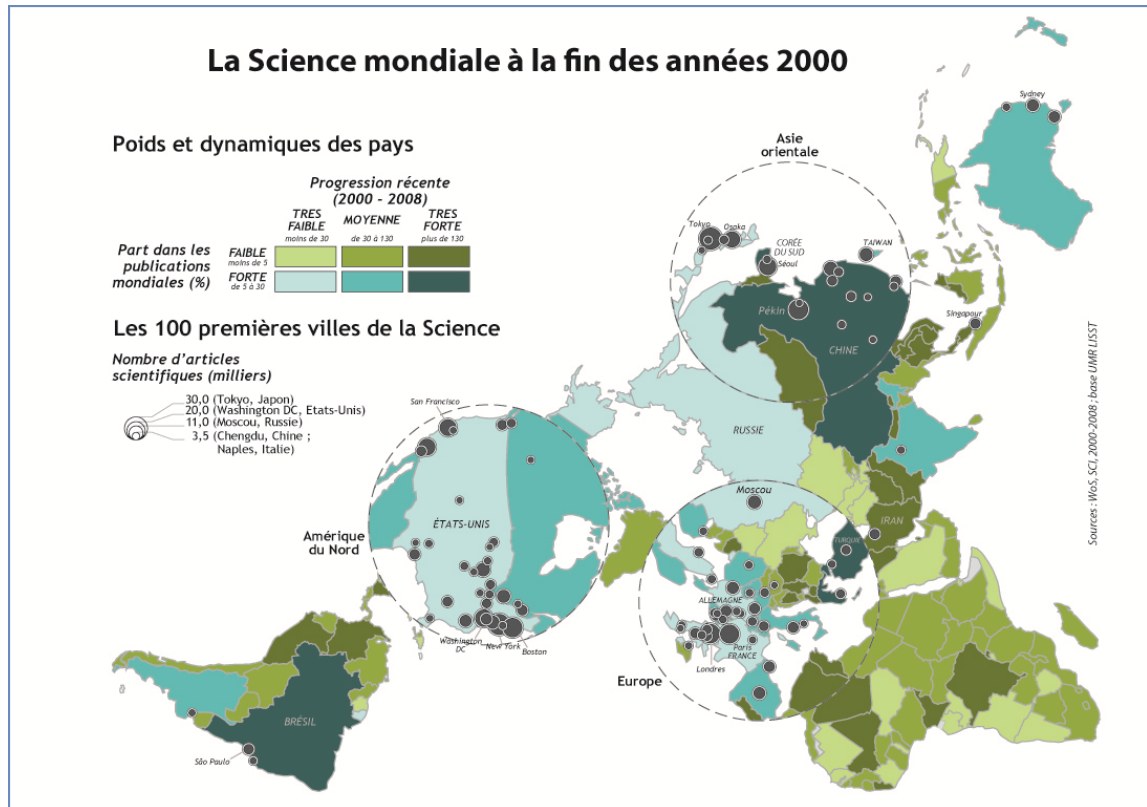 La Science mondiale à la fin des années 2000
Poids et dynamiques des pays
Progression récente
(2000 - 2008)
TRES
FAIBLE
moins de 30
MOYENNE
de 30 à 130
TRES
FORTE
plus de 130
Part dans les
publications
mondiales (%)
FAIBLE
moins de 5
FORTE
de 5 à 30
Les 100 premières villes de la Science
Nombre d'articles
scientifiques (milliers)
30,0 (Tokyo, Japon)
20,0 (Washington DC, Etats-Unis)
11,0 (Moscou, Russie)
3,5 (Chengdu, Chine ;
Naples, Italie)
Asie
orientale
Sydney
Tokyo
Osaka
CORÉE
DU SUD
Séoul
TAIWAN
Pékin
CHINE
Singapour
RUSSIE
San Francisco
ÉTATS-UNIS
Amérique
du Nord
Washington
DC
New York
Boston
Moscou
IRAN
TURQUIE
ALLEMAGNE
Paris
FRANCE
Londres
Europe
BRÉSIL
São Paulo
Sources : WoS, SCI, 2000-2008 ; base UMR LISST